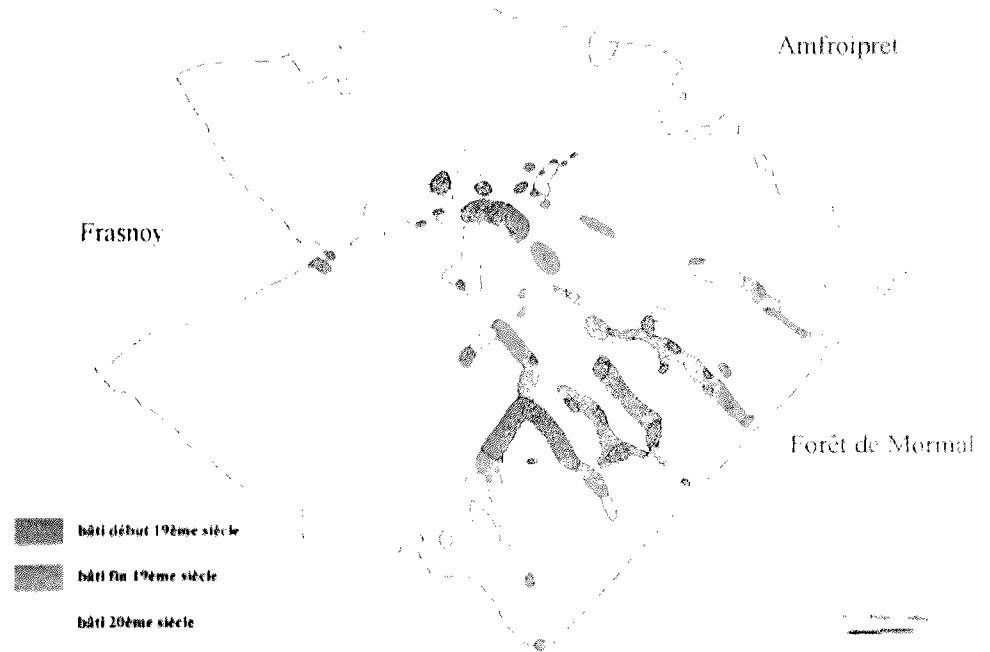 Amfroipret
Frasnoy
Forêt de Mormal
bâti début 19ème siècle
bâti fin 19ème siècle
bâti 20ème siècle